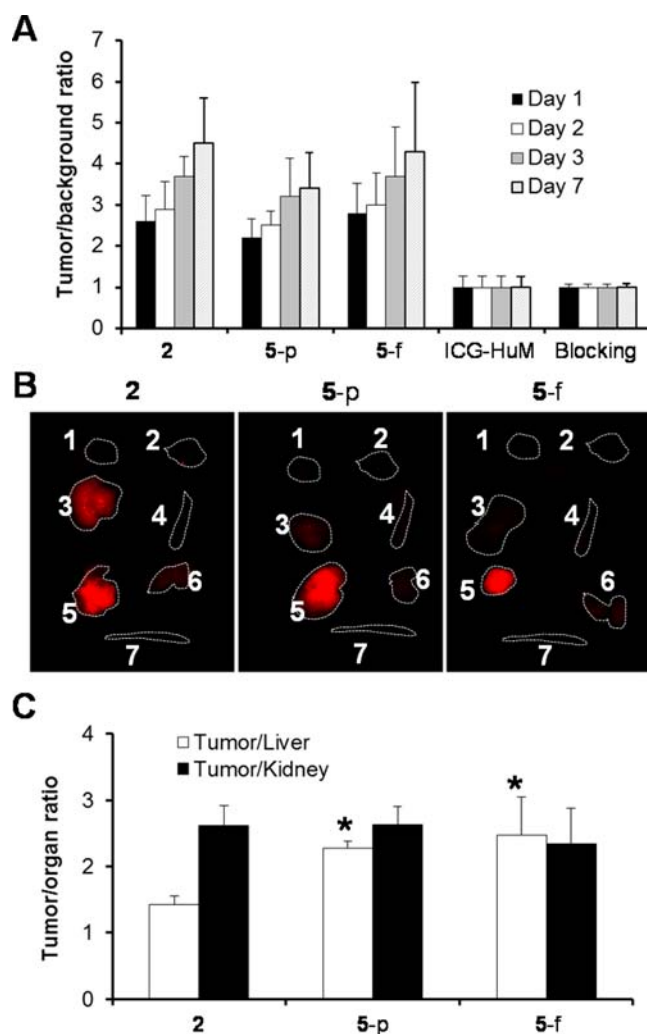 A
Tumor/background ratio
7
6
5
4
3
2
1
0
Day 1
Day 2
Day 3
Day 7
2 5-p 5-f ICG-HuM Blocking
B
2 5-p 5-f
1 2
3 4
5 6
7
1 2
3 4
5 6
7
1 2
3 4
5 6
7
C
Tumor/organ ratio
4
3
2
1
0
Tumor/Liver
Tumor/Kidney
* *
2 5-p 5-f